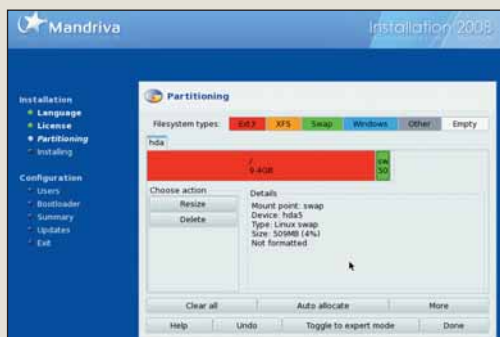 Mandriva
Installation 2008
Installation
Language
License
Partitioning
Installing
Configuration
Users
Bootloader
Summary
Updates
Exit
Partitioning
Filesystem types:
Ext3
XFS
Swap
Windows
Other
Empty
hda
/
9.4GB
sw
50
Choose action
Resize
Delete
Details
Mount point: swap
Device: hda5
Type: Linux swap
Size: 509MB (4%)
Not formatted
Clear all
Auto allocate
More
Help
Undo
Toggle to expert mode
Done